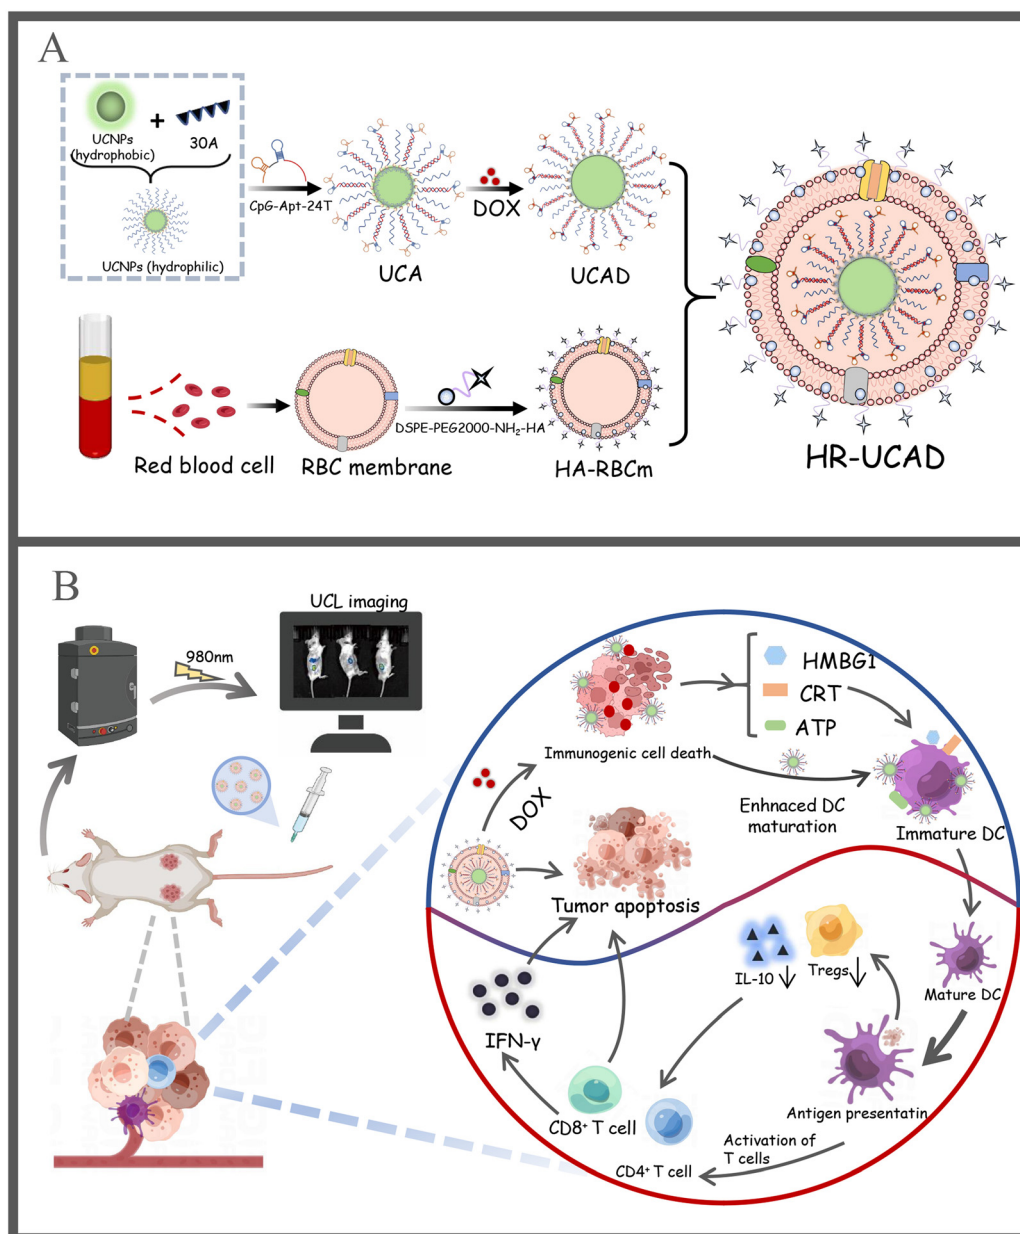 A
UCNPs
(hydrophobic)
+
30A
UCNPs (hydrophilic)
CpG-Apt-24T
UCA
DOX
UCAD
Red blood cell
RBC membrane
DSPE-PEG2000-NH₂-HA
HA-RBCm
HR-UCAD
B
UCL imaging
980nm
HMBG1
CRT
ATP
Immunogenic cell death
DOX
Enhnaced DC
maturation
Immature DC
Tumor apoptosis
IL-10
Tregs
Mature DC
IFN-γ
Antigen presentatin
CD8⁺ T cell
CD4⁺ T cell
Activation of
T cells